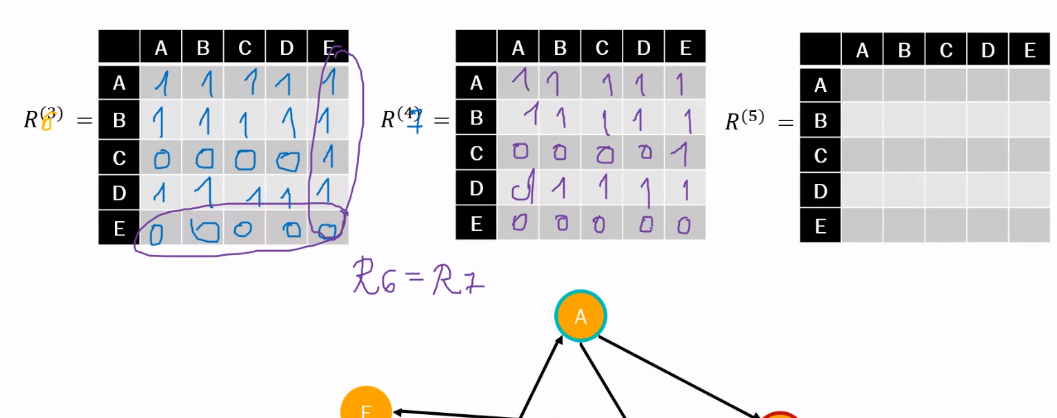 A B C D E
A 1 1 1 1 1
R(3) = B 1 1 1 1 1
C 0 0 0 0 1
D 1 1 1 1 1
E 0 0 0 0 0
A B C D E
A 1 1 1 1 1
R(4) 7 = B 1 1 1 1 1
C 0 0 0 0 1
D 1 1 1 1 1
E 0 0 0 0 0
A B C D E
A
R(5) = B
C
D
E
R6 = R7
A